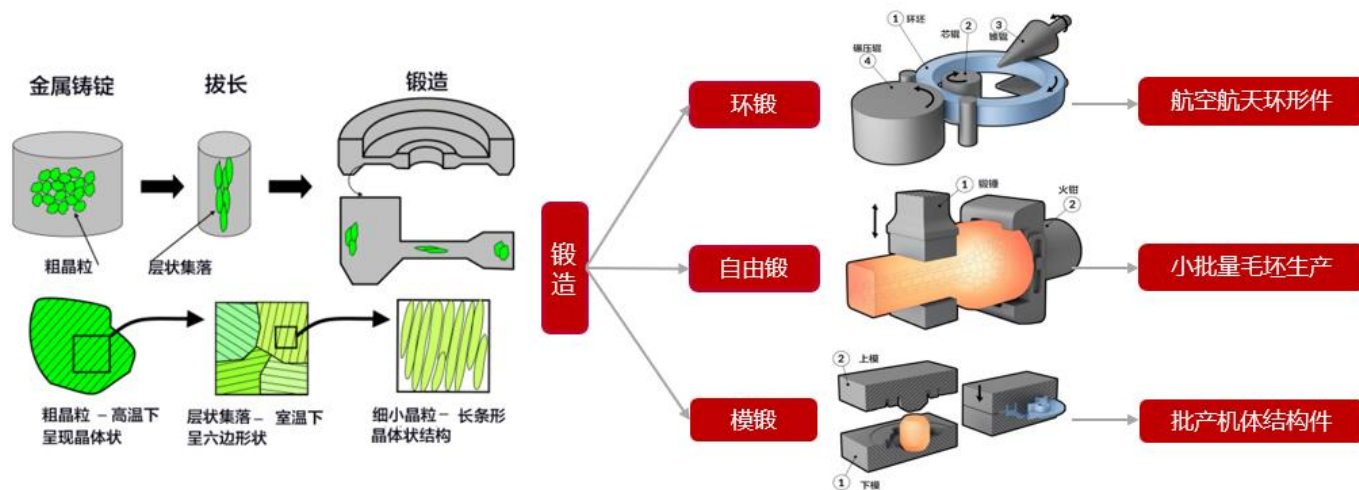 金属铸锭
拔长
锻造
粗晶粒
层状集落
粗晶粒 – 高温下
呈现晶体状
层状集落– 室温下
呈六边形状
细小晶粒– 长条形
晶体状结构
锻造
环锻
自由锻
模锻
① 环坯
芯辊 ②
③
锥辊
碾压辊
④
① 锻锤
火钳
②
② 上模
① 下模
航空航天环形件
小批量毛坯生产
批产机体结构件